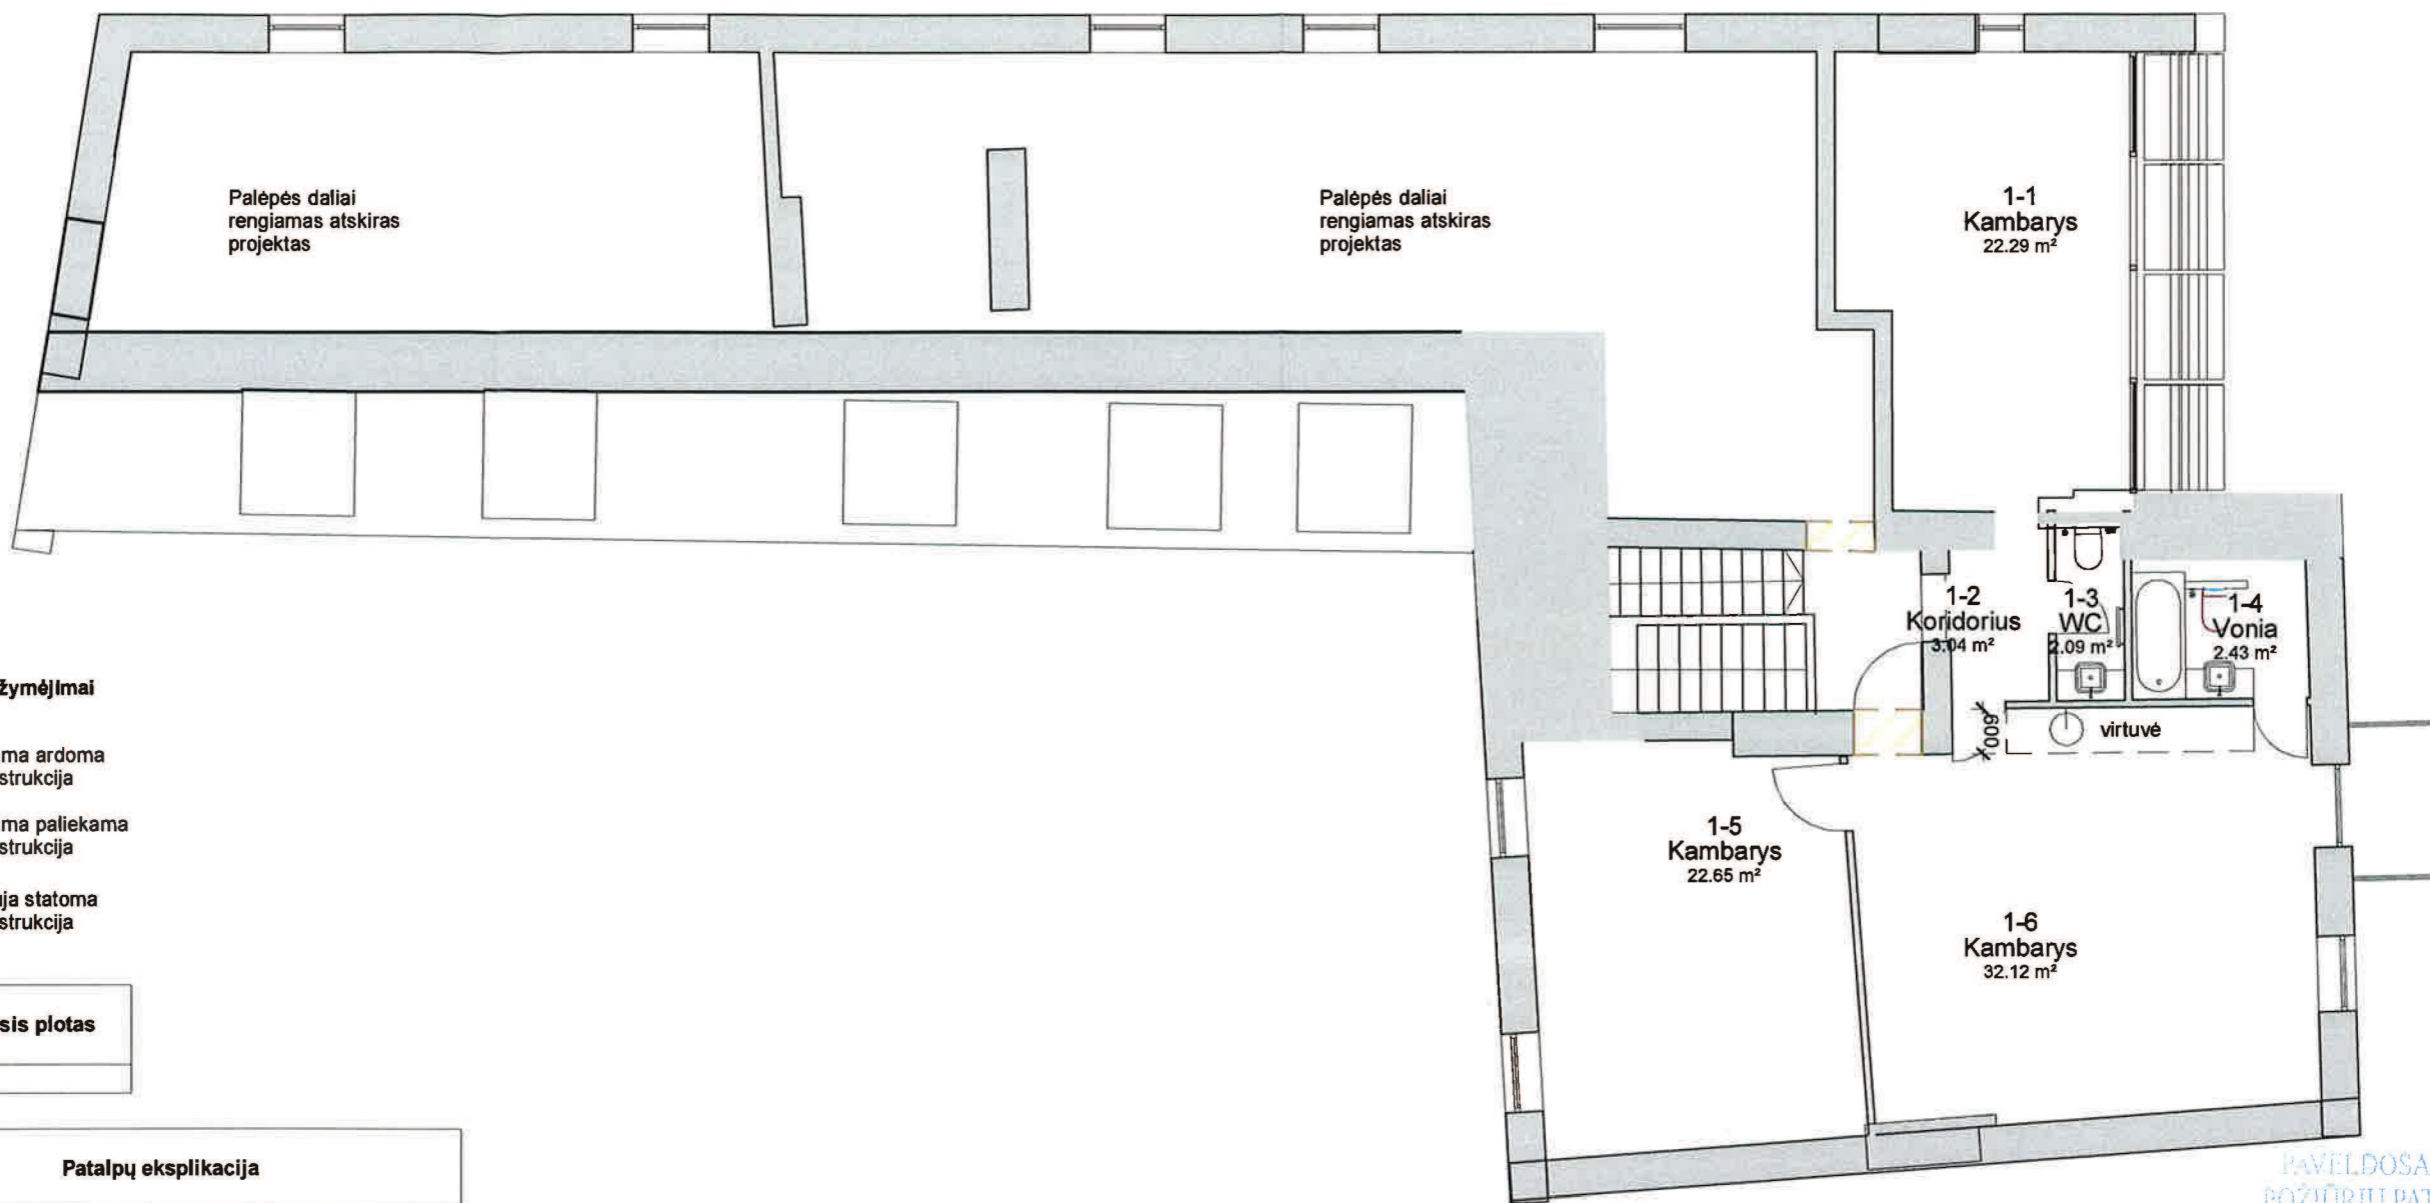 Palėpės daliai
rengiamas atskiras
projektas
Palėpės daliai
rengiamas atskiras
projektas
1-1
Kambarys
22.29 m²
1-2
Koridorius
3.04 m²
1-3
WC
2.09 m²
1-4
Vonia
2.43 m²
600
virtuvė
1-5
Kambarys
22.65 m²
1-6
Kambarys
32.12 m²
žymėjimai
ma ardoma
strukcija
ma paliekama
strukcija
uja statoma
strukcija
sis plotas
Patalpų eksplikacija
PAVELDOSA
POŽIŪRIU PAT